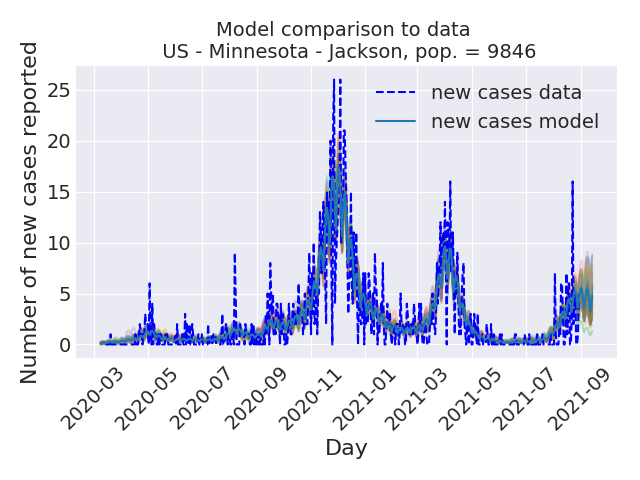 Model comparison to data
US - Minnesota - Jackson, pop. = 9846
Number of new cases reported
25
20
15
10
5
0
new cases data
new cases model
2020-03
2020-05
2020-07
2020-09
2020-11
2021-01
2021-03
2021-05
2021-07
2021-09
Day